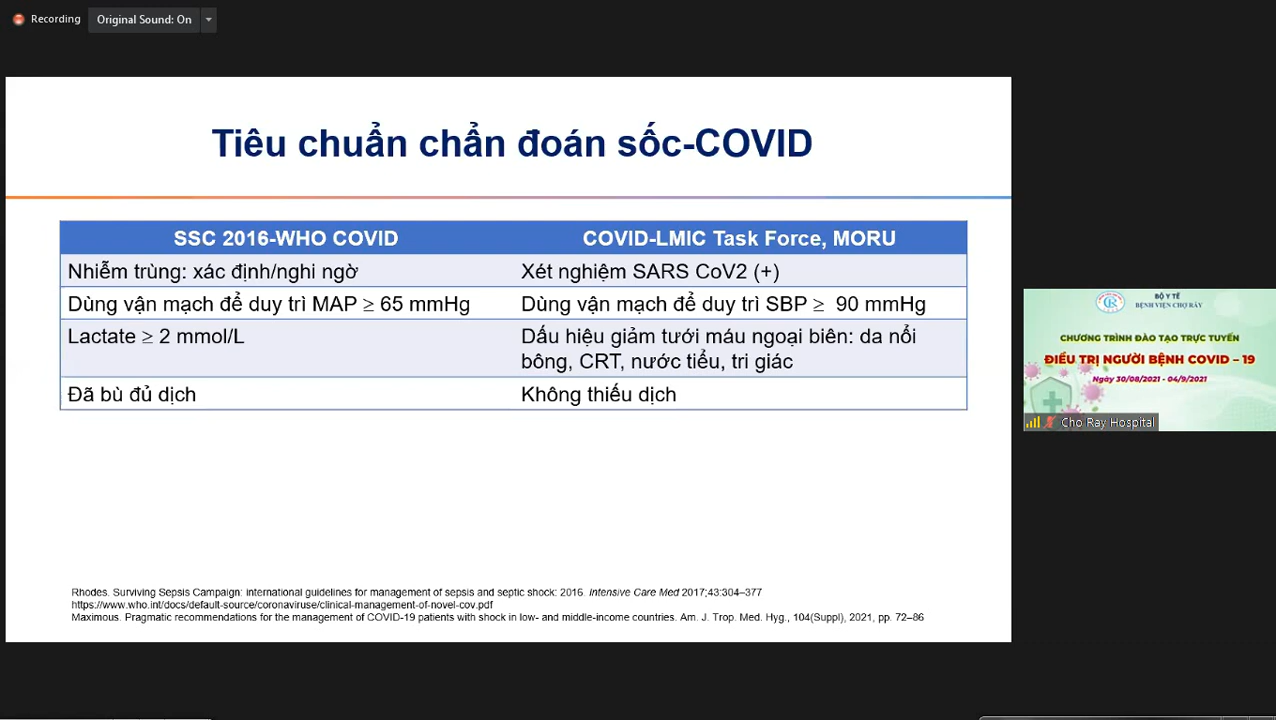 Recording
Original Sound: On
Tiêu chuẩn chẩn đoán sốc-COVID
SSC 2016-WHO COVID
COVID-LMIC Task Force, MORU
Nhiễm trùng: xác định/nghi ngờ
Xét nghiệm SARS CoV2 (+)
Dùng vận mạch để duy trì MAP ≥ 65 mmHg
Dùng vận mạch để duy trì SBP ≥ 90 mmHg
Lactate ≥ 2 mmol/L
Dấu hiệu giảm tưới máu ngoại biên: da nổi
bông, CRT, nước tiểu, tri giác
Đã bù đủ dịch
Không thiếu dịch
Rhodes. Surviving Sepsis Campaign: international guidelines for management of sepsis and septic shock: 2016. Intensive Care Med 2017;43:304–377
https://www.who.int/docs/default-source/coronaviruse/clinical-management-of-novel-cov.pdf
Maximous. Pragmatic recommendations for the management of COVID-19 patients with shock in low- and middle-income countries. Am. J. Trop. Med. Hyg., 104(Suppl), 2021, pp. 72–86
BỘ Y TẾ
BỆNH VIỆN CHỢ RẪY
CHƯƠNG TRÌNH ĐÀO TẠO TRỰC TUYẾN
ĐIỀU TRỊ NGƯỜI BỆNH COVID – 19
Ngày 30/08/2021 - 04/9/2021
Cho Ray Hospital